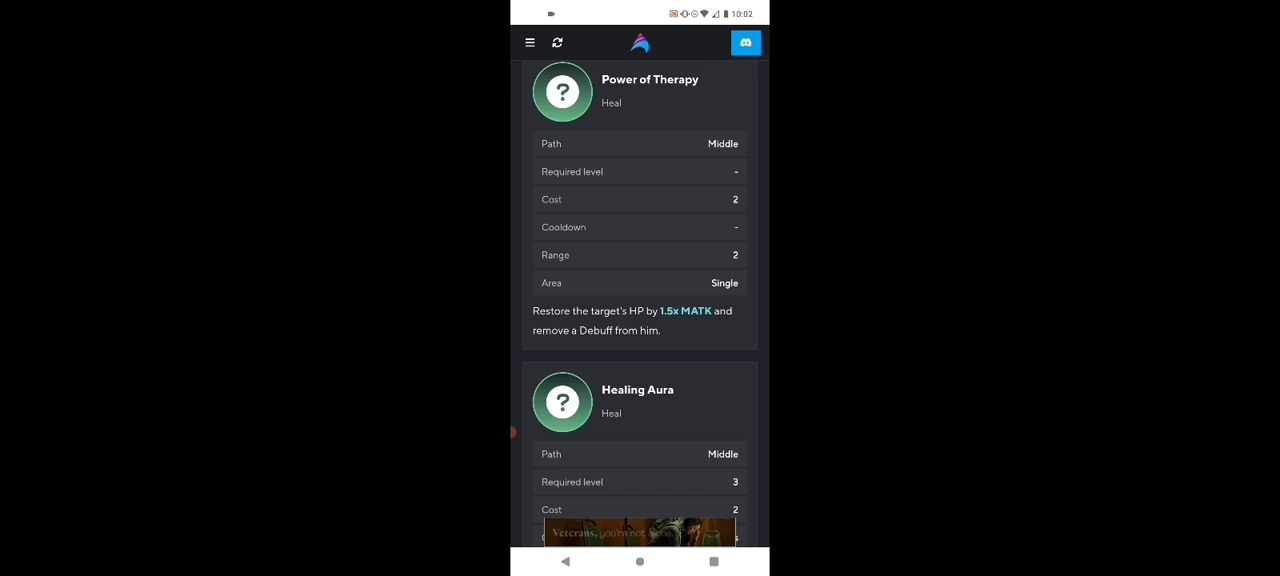 10:02
?
Power of Therapy
Heal
Path Middle
Required level -
Cost 2
Cooldown -
Range 2
Area Single
Restore the target's HP by 1.5x MATK and
remove a Debuff from him.
?
Healing Aura
Heal
Path Middle
Required level 3
Cost 2
Veterans, you're not alone.